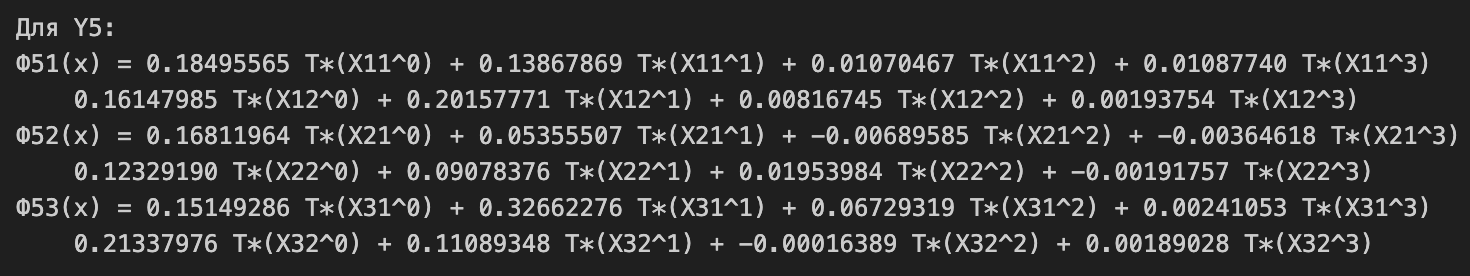 Для Y5:
Ф51(x) = 0.18495565 T*(X11^0) + 0.13867869 T*(X11^1) + 0.01070467 T*(X11^2) + 0.01087740 T*(X11^3)
0.16147985 T*(X12^0) + 0.20157771 T*(X12^1) + 0.00816745 T*(X12^2) + 0.00193754 T*(X12^3)
Ф52(x) = 0.16811964 T*(X21^0) + 0.05355507 T*(X21^1) + -0.00689585 T*(X21^2) + -0.00364618 T*(X21^3)
0.12329190 T*(X22^0) + 0.09078376 T*(X22^1) + 0.01953984 T*(X22^2) + -0.00191757 T*(X22^3)
Ф53(x) = 0.15149286 T*(X31^0) + 0.32662276 T*(X31^1) + 0.06729319 T*(X31^2) + 0.00241053 T*(X31^3)
0.21337976 T*(X32^0) + 0.11089348 T*(X32^1) + -0.00016389 T*(X32^2) + 0.00189028 T*(X32^3)